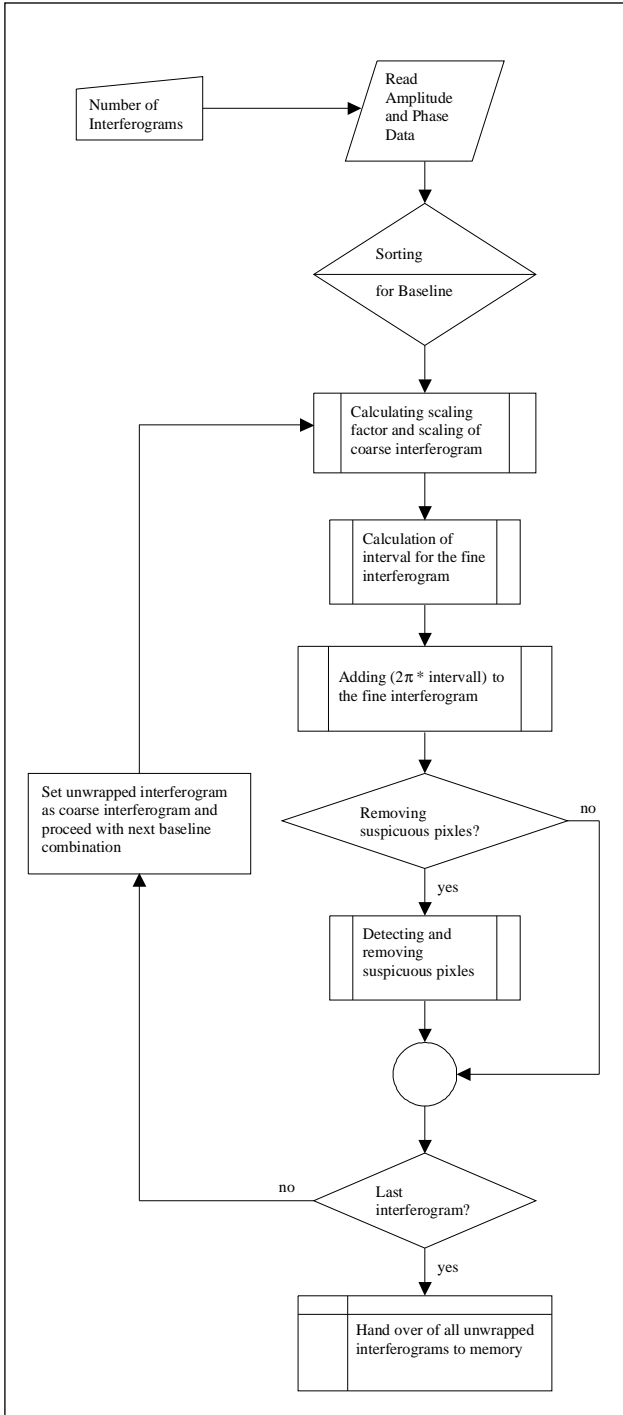 Number of
Interferograms
Read
Amplitude
and Phase
Data
Sorting
for Baseline
Calculating scaling
factor and scaling of
coarse interferogram
Calculation of
interval for the fine
interferogram
Adding (2π * intervall) to
the fine interferogram
Set unwrapped interferogram
as coarse interferogram and
proceed with next baseline
combination
Removing
suspicuous pixles?
no
yes
Detecting and
removing
suspicuous pixles
no
Last
interferogram?
yes
Hand over of all unwrapped
interferograms to memory